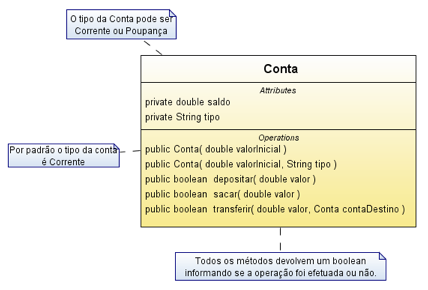 O tipo da Conta pode ser
Corrente ou Poupança
Conta
Attributes
private double saldo
private String tipo
Operations
Por padrão o tipo da conta
é Corrente
public Conta( double valorInicial )
public Conta( double valorInicial, String tipo )
public boolean depositar( double valor )
public boolean sacar( double valor )
public boolean transferir( double valor, Conta contaDestino )
Todos os métodos devolvem um boolean
informando se a operação foi efetuada ou não.